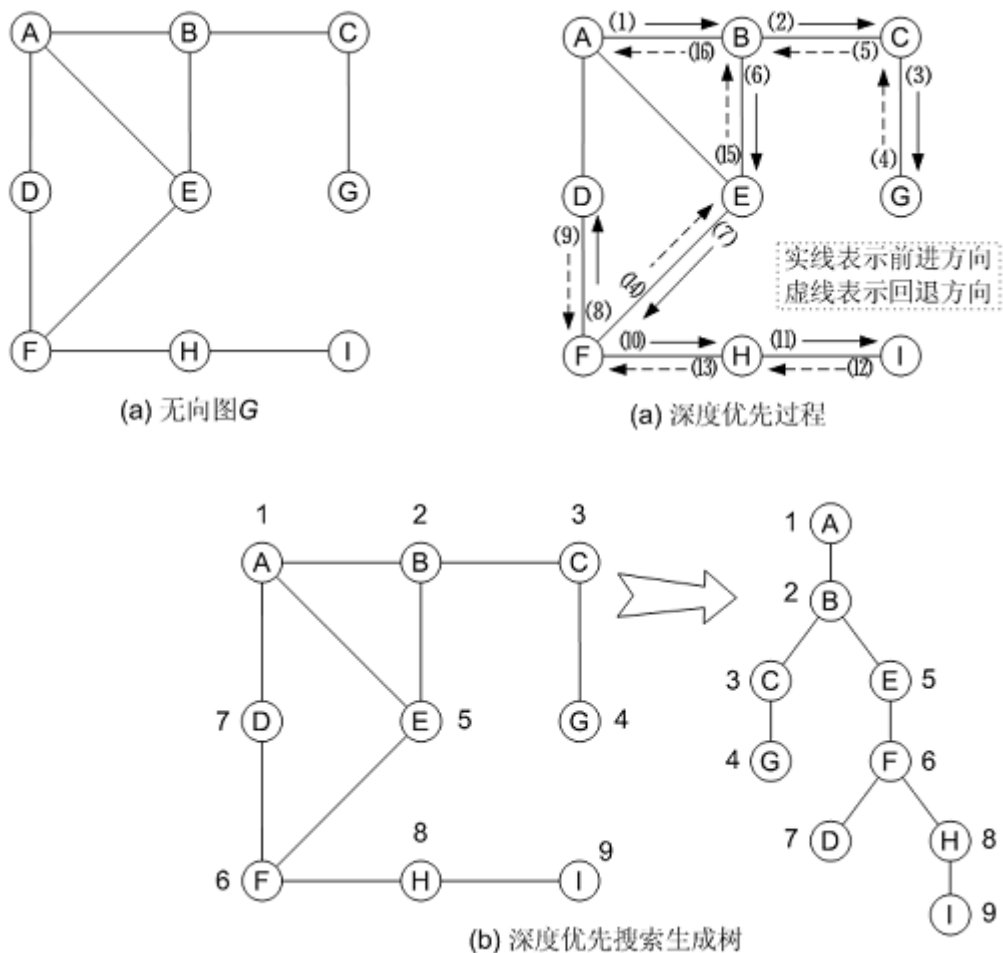 A B C
D E G
F H I
(a) 无向图G
A (1) B (2) C
(16) (5)
(6) (3)
(15) (4)
D E G
(9) (7)
(14)
(8)
实线表示前进方向
虚线表示回退方向
F (10) H (11) I
(13) (12)
(a) 深度优先过程
1 2 3
A B C
7 D E 5 G 4
8 9
6 F H I
1 A
2 B
3 C E 5
4 G F 6
7 D H 8
I 9
(b) 深度优先搜索生成树